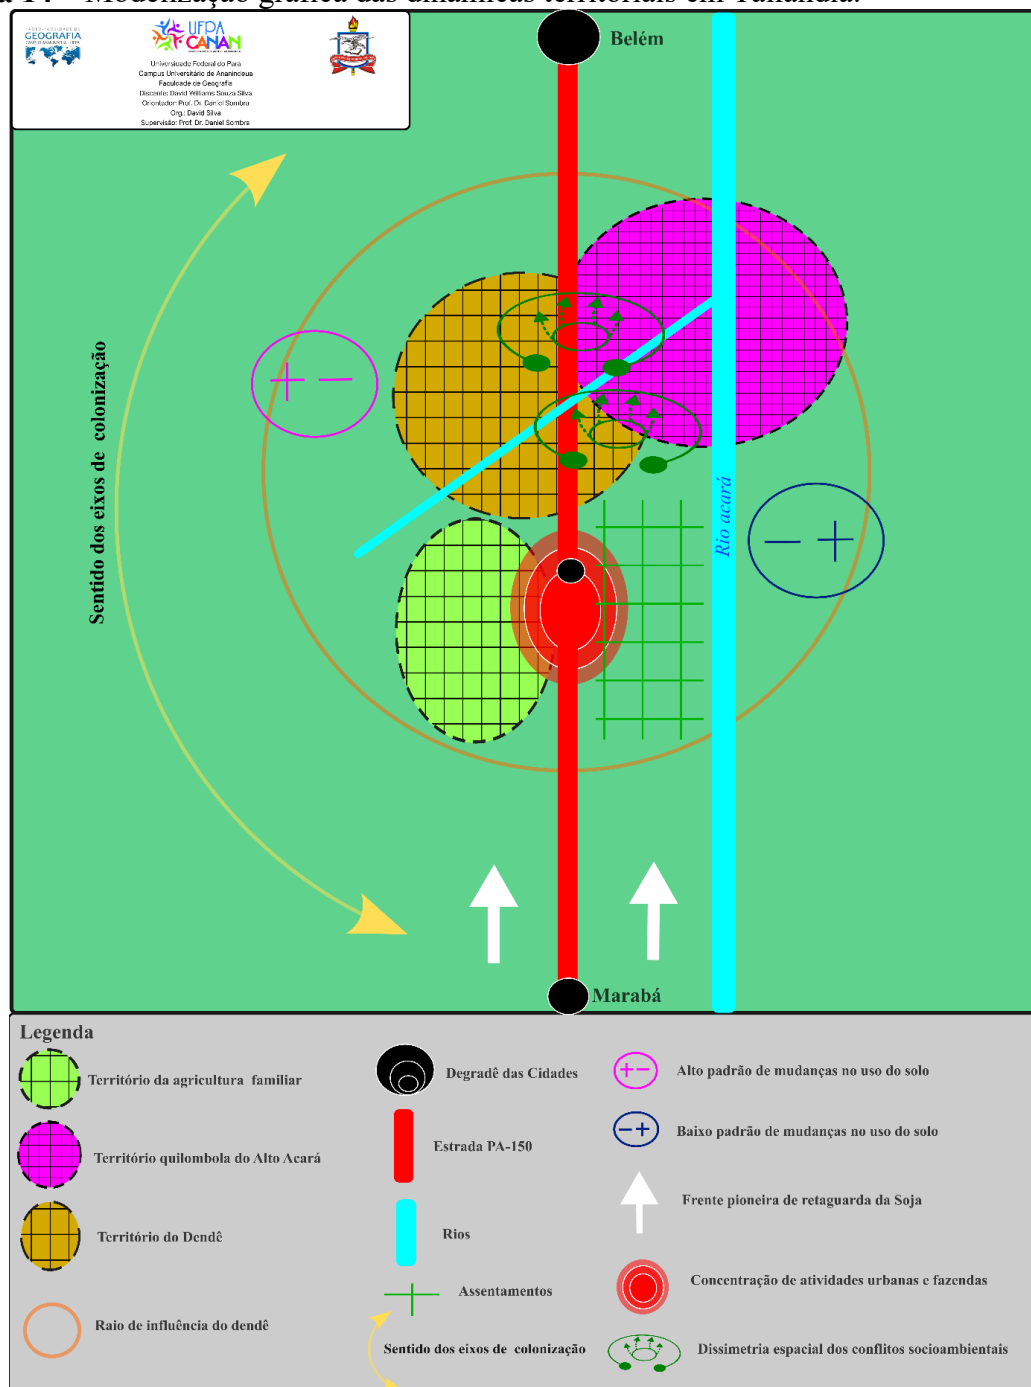 a 14 – Modelização gráfica das dinâmicas territoriais em Tailândia.
GEOGRAFIA
UFPA
CANAN
Universidade Federal do Pará
Campus Universitário de Ananindeua
Faculdade de Geografia
Discente: David Williams Souza Silva
Orientador: Prof. Dr. Daniel Sombra
Org.: David Silva
Supervisão: Prof. Dr. Daniel Sombra
Belém
Sentido dos eixos de colonização
Rio acará
Marabá
Legenda
Território da agricultura familiar
Território quilombola do Alto Acará
Território do Dendê
Raio de influência do dendê
Degradê das Cidades
Estrada PA-150
Rios
Assentamentos
Sentido dos eixos de colonização
Alto padrão de mudanças no uso do solo
Baixo padrão de mudanças no uso do solo
Frente pioneira de retaguarda da Soja
Concentração de atividades urbanas e fazendas
Dissimetria espacial dos conflitos socioambientais